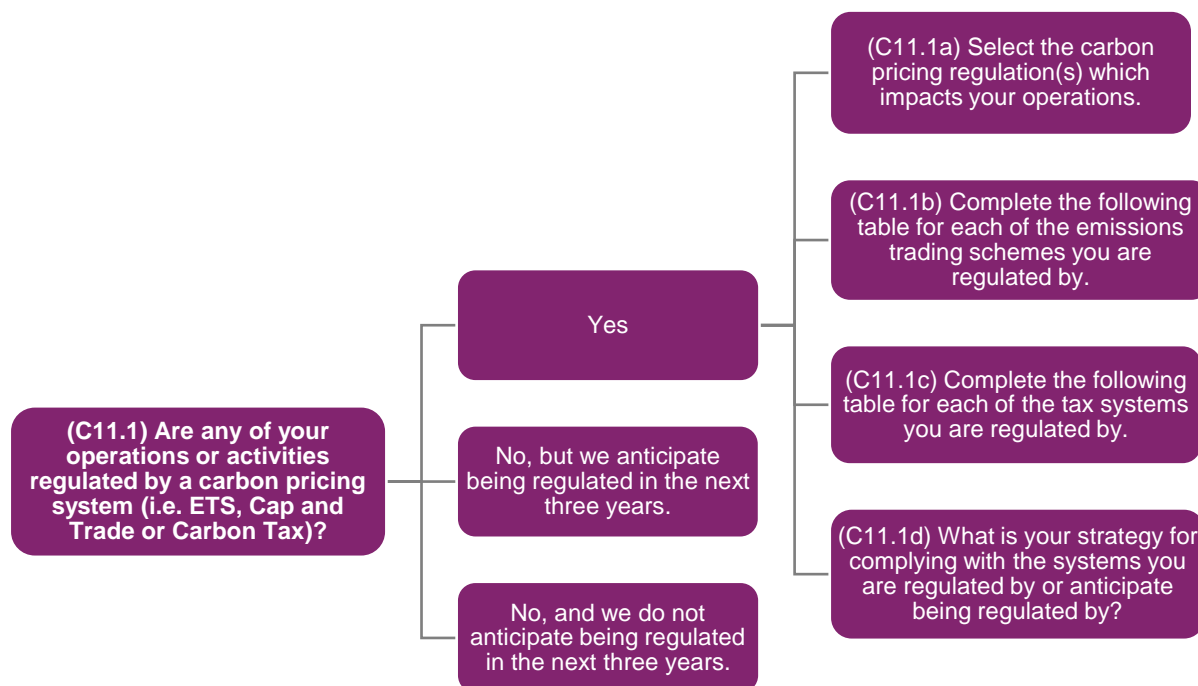 (C11.1) Are any of your
operations or activities
regulated by a carbon pricing
system (i.e. ETS, Cap and
Trade or Carbon Tax)?
Yes
No, but we anticipate
being regulated in the next
three years.
No, and we do not
anticipate being regulated
in the next three years.
(C11.1a) Select the carbon
pricing regulation(s) which
impacts your operations.
(C11.1b) Complete the following
table for each of the emissions
trading schemes you are
regulated by.
(C11.1c) Complete the following
table for each of the tax systems
you are regulated by.
(C11.1d) What is your strategy for
complying with the systems you
are regulated by or anticipate
being regulated by?